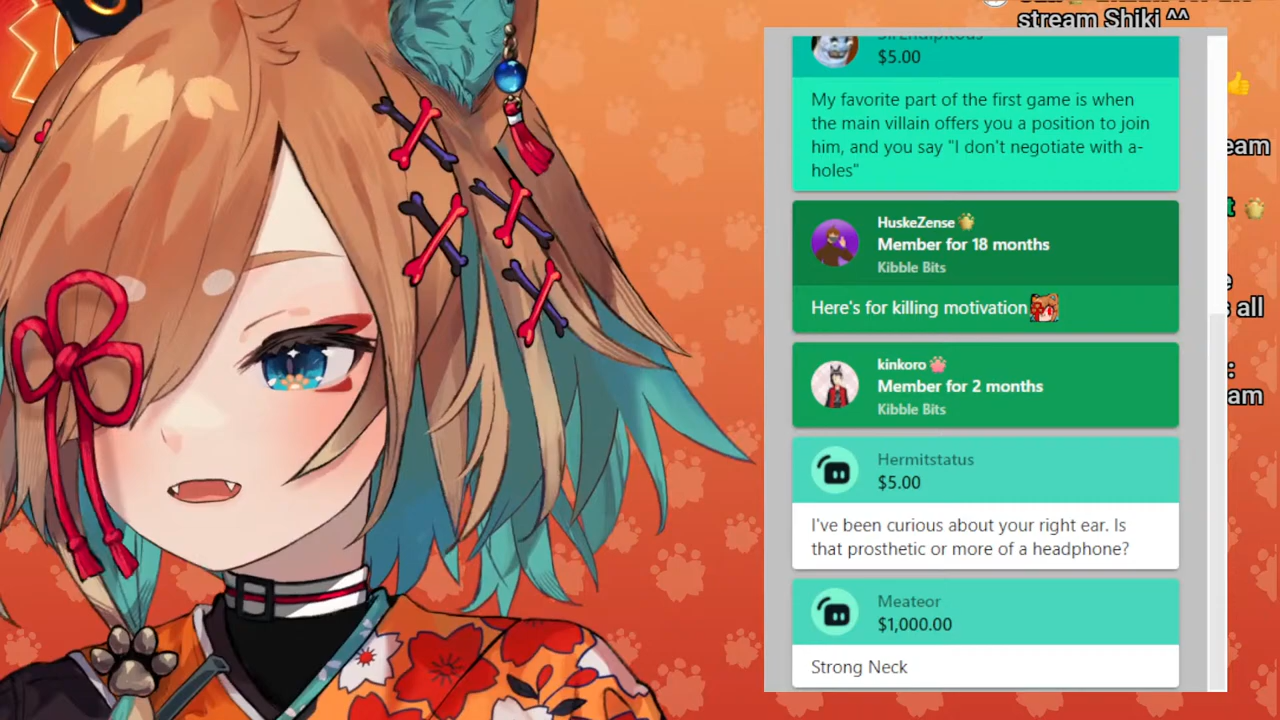 stream Shiki ^^
$5.00
My favorite part of the first game is when
the main villain offers you a position to join
him, and you say "I don't negotiate with a-
holes"
HuskeZense
Member for 18 months
Kibble Bits
Here's for killing motivation
kinkoro
Member for 2 months
Kibble Bits
Hermitstatus
$5.00
I've been curious about your right ear. Is
that prosthetic or more of a headphone?
Meateor
$1,000.00
Strong Neck
eam
t
e
s all
:
am